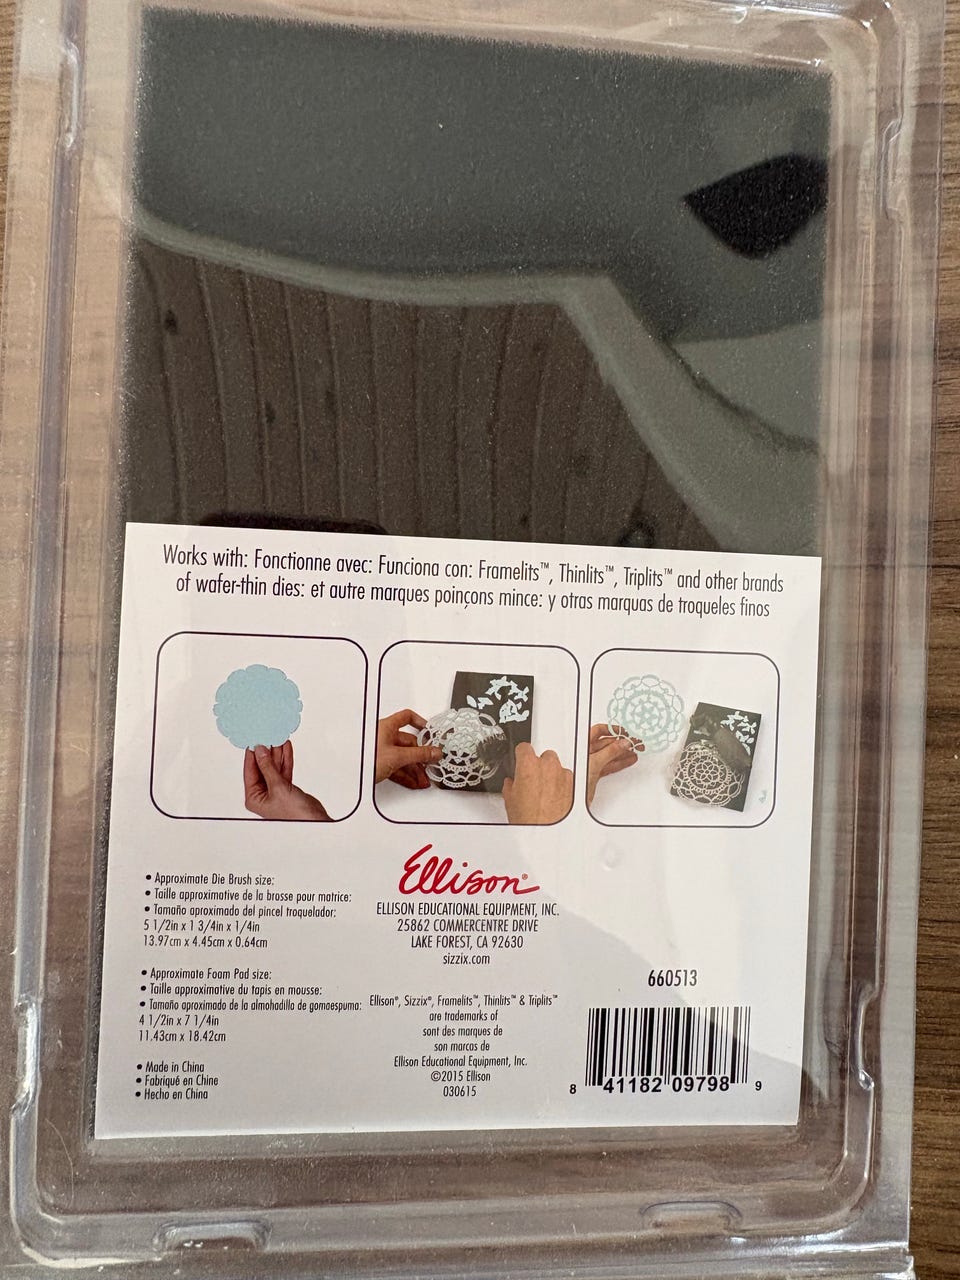 Works with: Fonctionne avec: Funciona con: Framelits™, Thinlits™, Triplits™ and other brands
of wafer-thin dies: et autre marques poinçons mince: y otras marquas de troqueles finos
• Approximate Die Brush size:
• Taille approximative de la brosse pour matrice:
• Tamaño aproximado del pincel troquelador:
5 1/2in x 1 3/4in x 1/4in
13.97cm x 4.45cm x 0.64cm
• Approximate Foam Pad size:
• Taille approximative du tapis en mousse:
• Tamaño aproximado de la almohadilla de gomaespuma:
4 1/2in x 7 1/4in
11.43cm x 18.42cm
• Made in China
• Fabriqué en Chine
• Hecho en China
Ellison®
ELLISON EDUCATIONAL EQUIPMENT, INC.
25862 COMMERCENTRE DRIVE
LAKE FOREST, CA 92630
sizzix.com
Ellison®, Sizzix®, Framelits™, Thinlits™ & Triplits™
are trademarks of
sont des marques de
son marcas de
Ellison Educational Equipment, Inc.
©2015 Ellison
030615
660513
8 41182 09798 9